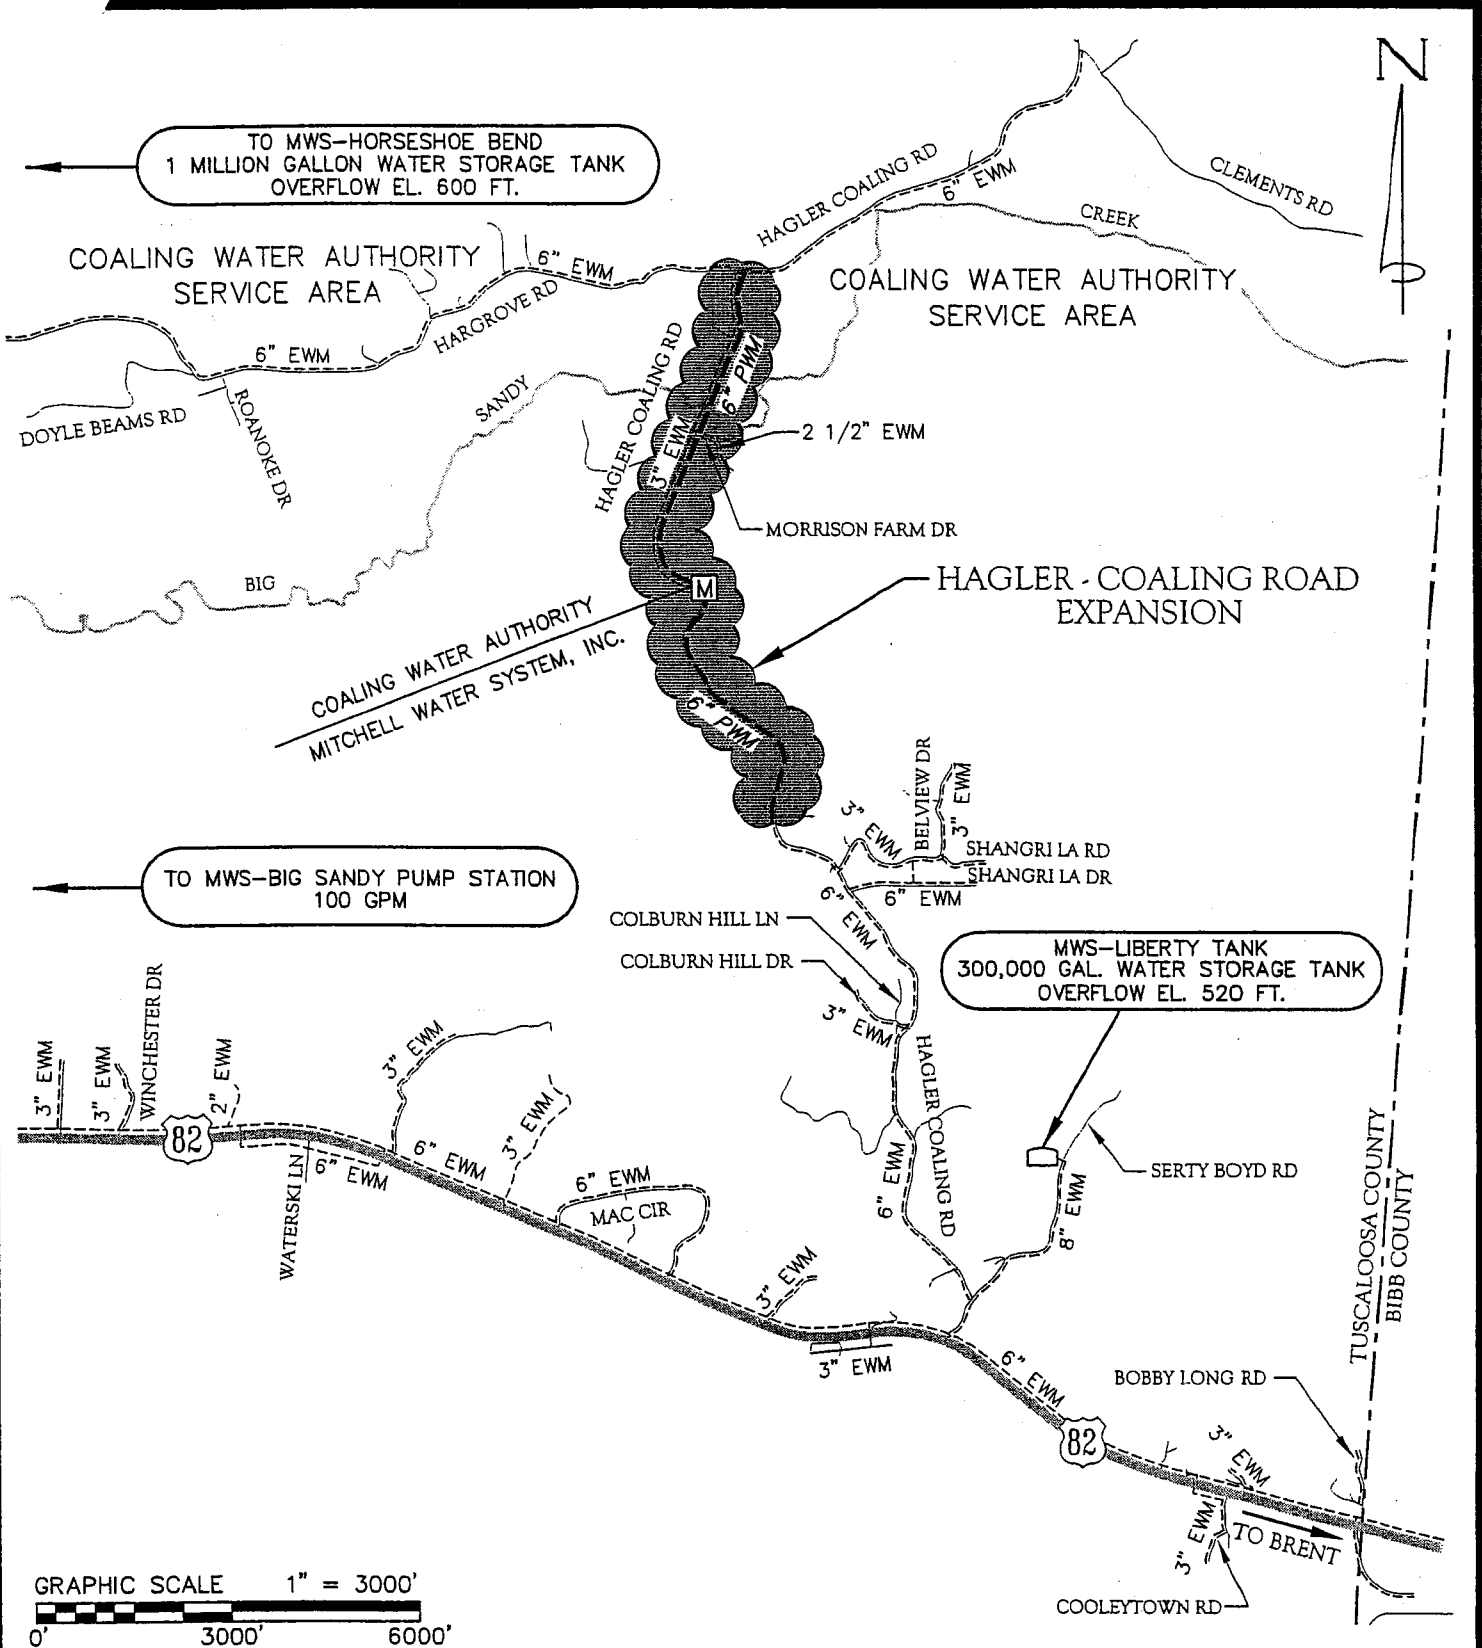 N
TO MWS-HORSESHOE BEND
1 MILLION GALLON WATER STORAGE TANK
OVERFLOW EL. 600 FT.
HAGLER COALING RD
6" EWM
CLEMENTS RD
CREEK
COALING WATER AUTHORITY
SERVICE AREA
6" EWM
HARGROVE RD
COALING WATER AUTHORITY
SERVICE AREA
6" EWM
DOYLE BEAMS RD
ROANOKE DR
SANDY
HAGLER COALING RD
6" PWM
3" EWM
2 1/2" EWM
MORRISON FARM DR
BIG
M
HAGLER - COALING ROAD
EXPANSION
COALING WATER AUTHORITY
MITCHELL WATER SYSTEM, INC.
6" PWM
BELVIEW DR
3" EWM
3" EWM
SHANGRI LA RD
SHANGRI LA DR
6" EWM
6" EWM
TO MWS-BIG SANDY PUMP STATION
100 GPM
COLBURN HILL LN
COLBURN HILL DR
3" EWM
MWS-LIBERTY TANK
300,000 GAL. WATER STORAGE TANK
OVERFLOW EL. 520 FT.
HAGLER COALING RD
6" EWM
SERTY BOYD RD
8" EWM
3" EWM
3" EWM
WINCHESTER DR
2" EWM
82
WATERSKI LN
6" EWM
3" EWM
6" EWM
3" EWM
6" EWM
MAC CIR
3" EWM
3" EWM
6" EWM
82
TUSCALOOSA COUNTY
BIBB COUNTY
BOBBY LONG RD
3" EWM
3" EWM
TO BRENT
COOLEYTOWN RD
GRAPHIC SCALE 1" = 3000'
0' 3000' 6000'